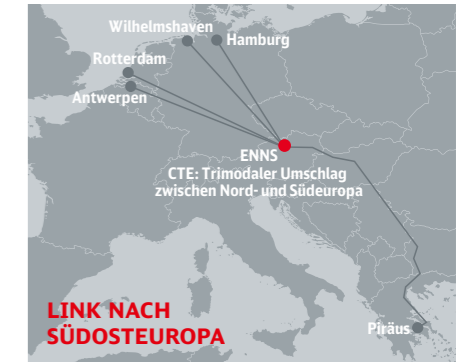 Wilhelmshaven
Hamburg
Rotterdam
Antwerpen
ENNS
CTE: Trimodaler Umschlag
zwischen Nord- und Südeuropa
LINK NACH
SÜDOSTEUROPA
Piräus